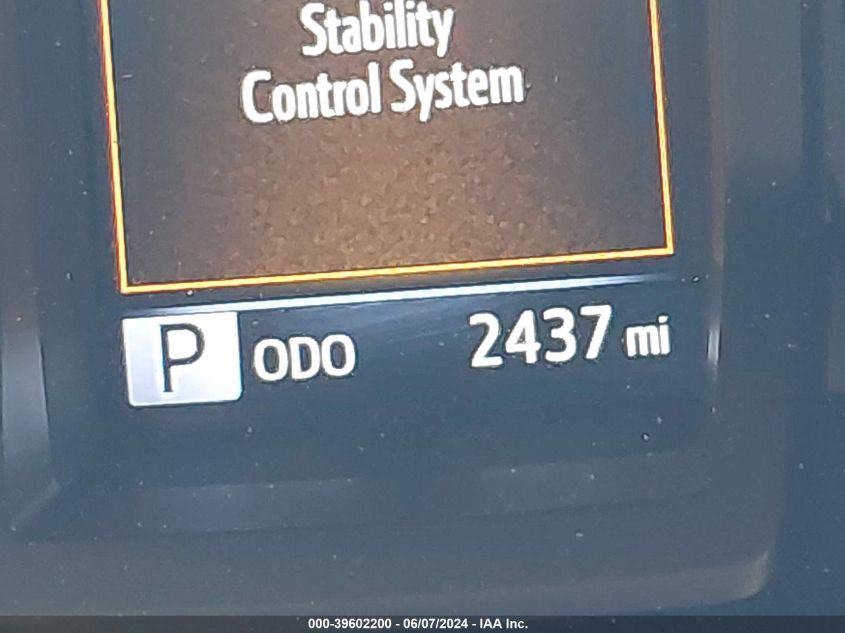 Stability
Control System
P ODO 2437 mi
000-39602200 - 06/07/2024 - IAA Inc.